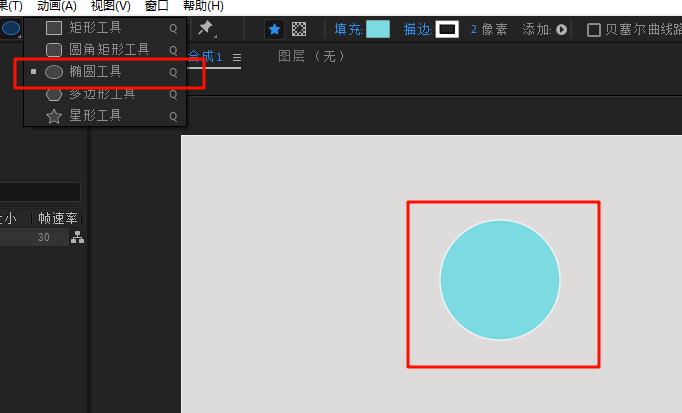 果(T) 动画(A) 视图(V) 窗口 帮助(H)
矩形工具 Q
填充: 描边: 2 像素 添加: 贝塞尔曲线路
圆角矩形工具 Q
合成 1 图层 (无)
椭圆工具 Q
多边形工具 Q
星形工具 Q
大小 帧速率
30